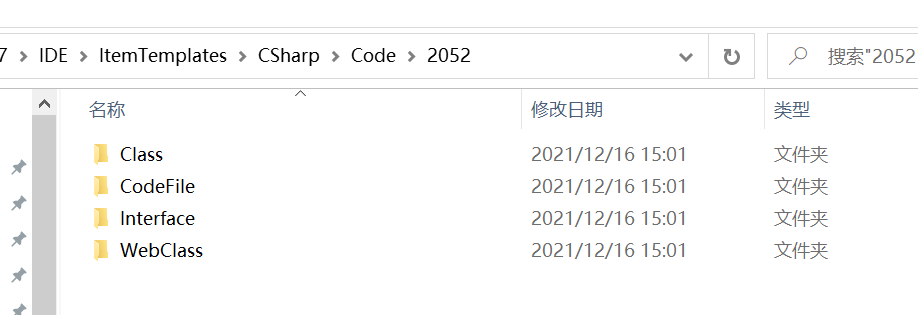 7 IDE ItemTemplates CSharp Code 2052 搜索"2052
名称 修改日期 类型
Class 2021/12/16 15:01 文件夹
CodeFile 2021/12/16 15:01 文件夹
Interface 2021/12/16 15:01 文件夹
WebClass 2021/12/16 15:01 文件夹